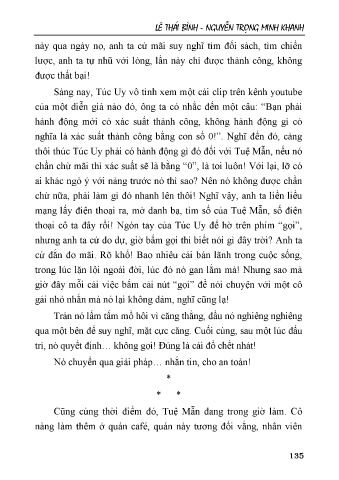 LÊ THÁI BÌNH - NGUYỄN TRỌNG MINH KHANH
này qua ngày nọ, anh ta cứ mãi suy nghĩ tìm đối sách, tìm chiến
lược, anh ta tự nhủ với lòng, lần này chỉ được thành công, không
được thất bại!
Sáng nay, Túc Uy vô tình xem một cái clip trên kênh youtube
của một diễn giả nào đó, ông ta có nhắc đến một câu: “Bạn phải
hành động mới có xác suất thành công, không hành động gì có
nghĩa là xác suất thành công bằng con số 0!”. Nghĩ đến đó, càng
thôi thúc Túc Uy phải có hành động gì đó đối với Tuệ Mẫn, nếu nó
chần chừ mãi thì xác suất sẽ là bằng “0”, là toi luôn! Với lại, lỡ có
ai khác ngỏ ý với nàng trước nó thì sao? Nên nó không được chần
chừ nữa, phải làm gì đó nhanh lên thôi! Nghĩ vậy, anh ta liền liều
mạng lấy điện thoại ra, mở danh bạ, tìm số của Tuệ Mẫn, số điện
thoại cô ta đây rồi! Ngón tay của Túc Uy để hờ trên phím “gọi”,
nhưng anh ta cứ do dự, giờ bấm gọi thì biết nói gì đây trời? Anh ta
cứ đắn đo mãi. Rõ khổ! Bao nhiêu cái bản lãnh trong cuộc sống,
trong lúc lặn lội ngoài đời, lúc đó nó gan lắm mà! Nhưng sao mà
giờ đây mỗi cái việc bấm cái nút “gọi” để nói chuyện với một cô
gái nhỏ nhắn mà nó lại không dám, nghĩ cũng lạ!
Trán nó lấm tấm mồ hôi vì căng thẳng, đầu nó nghiêng nghiêng
qua một bên để suy nghĩ, mặt cực căng. Cuối cùng, sau một lúc đấu
trí, nó quyết định… không gọi! Đúng là cái đồ chết nhát!
Nó chuyển qua giải pháp… nhắn tin, cho an toàn!
*
* *
Cũng cùng thời điểm đó, Tuệ Mẫn đang trong giờ làm. Cô
nàng làm thêm ở quán café, quán này tương đối vắng, nhân viên
135